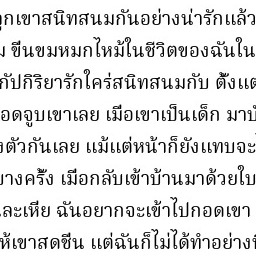 ูกเขาสนิทสนมกันอย่างน่ารักแล้ว
ขื่นขมหมกไหม้ในชีวิตของฉันใน
กัปกิริยารักใคร่สนิทสนมกับ ตั้งแต่
อดจูบเขาเลย เมื่อเขาเป็นเด็ก มาบั
งตัวกันเลย แม้แต่หน้าก็ยังแทบจะไ
บางครั้ง เมื่อกลับเข้าบ้านมาด้วยใบ
ละเหี่ย ฉันอยากจะเข้าไปกอดเขา
ห้เขาสดชื่น แต่ฉันก็ไม่ได้ทำอย่างนี